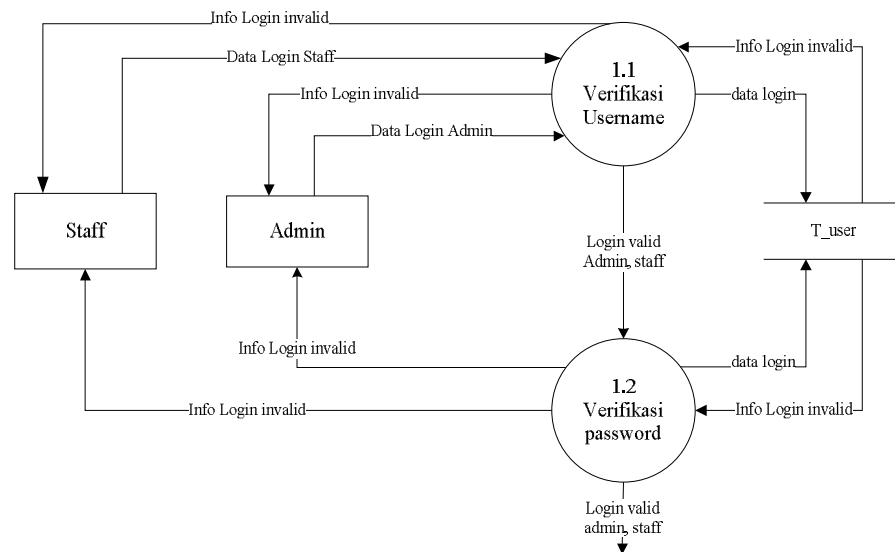 Info Login invalid
Data Login Staff
Info Login invalid
Data Login Admin
1.1
Verifikasi
Username
Info Login invalid
data login
Staff
Admin
T_user
Login valid
Admin, staff
Info Login invalid
Info Login invalid
1.2
Verifikasi
password
data login
Info Login invalid
Login valid
admin, staff